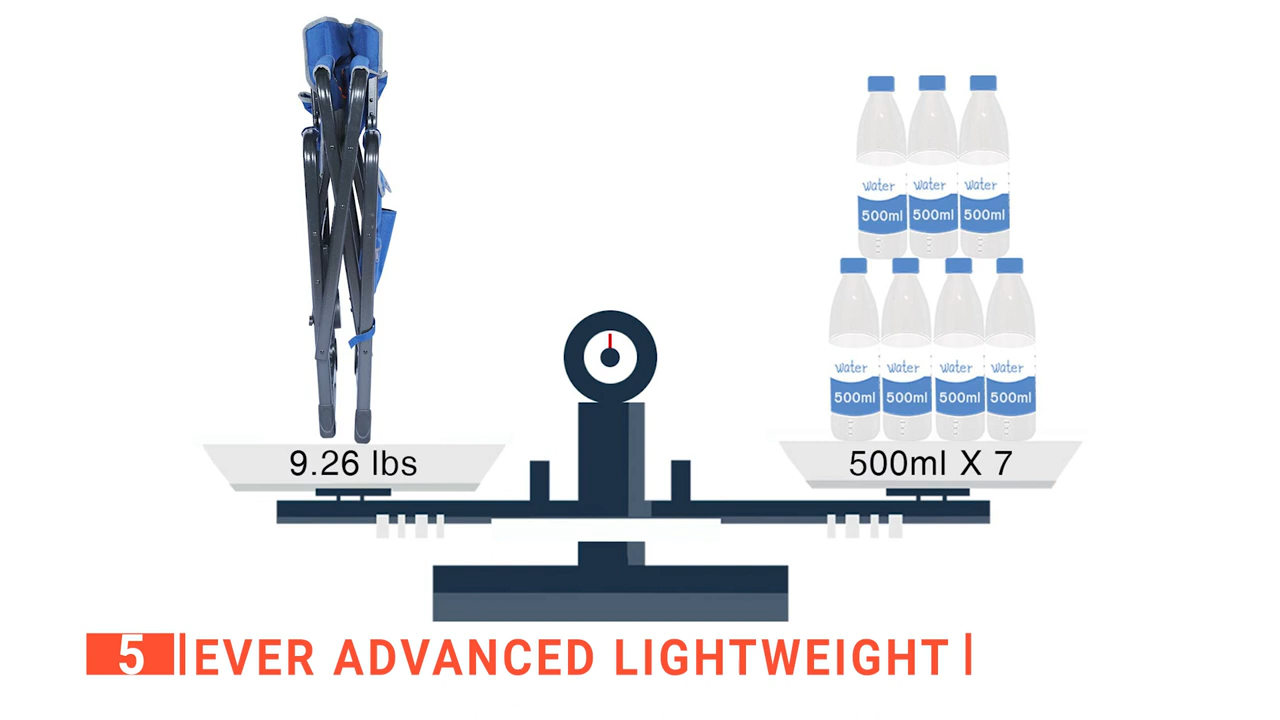 water water water
500ml 500ml 500ml
water water water water
500ml 500ml 500ml 500ml
9.26 lbs 500ml X 7
5 EVER ADVANCED LIGHTWEIGHT